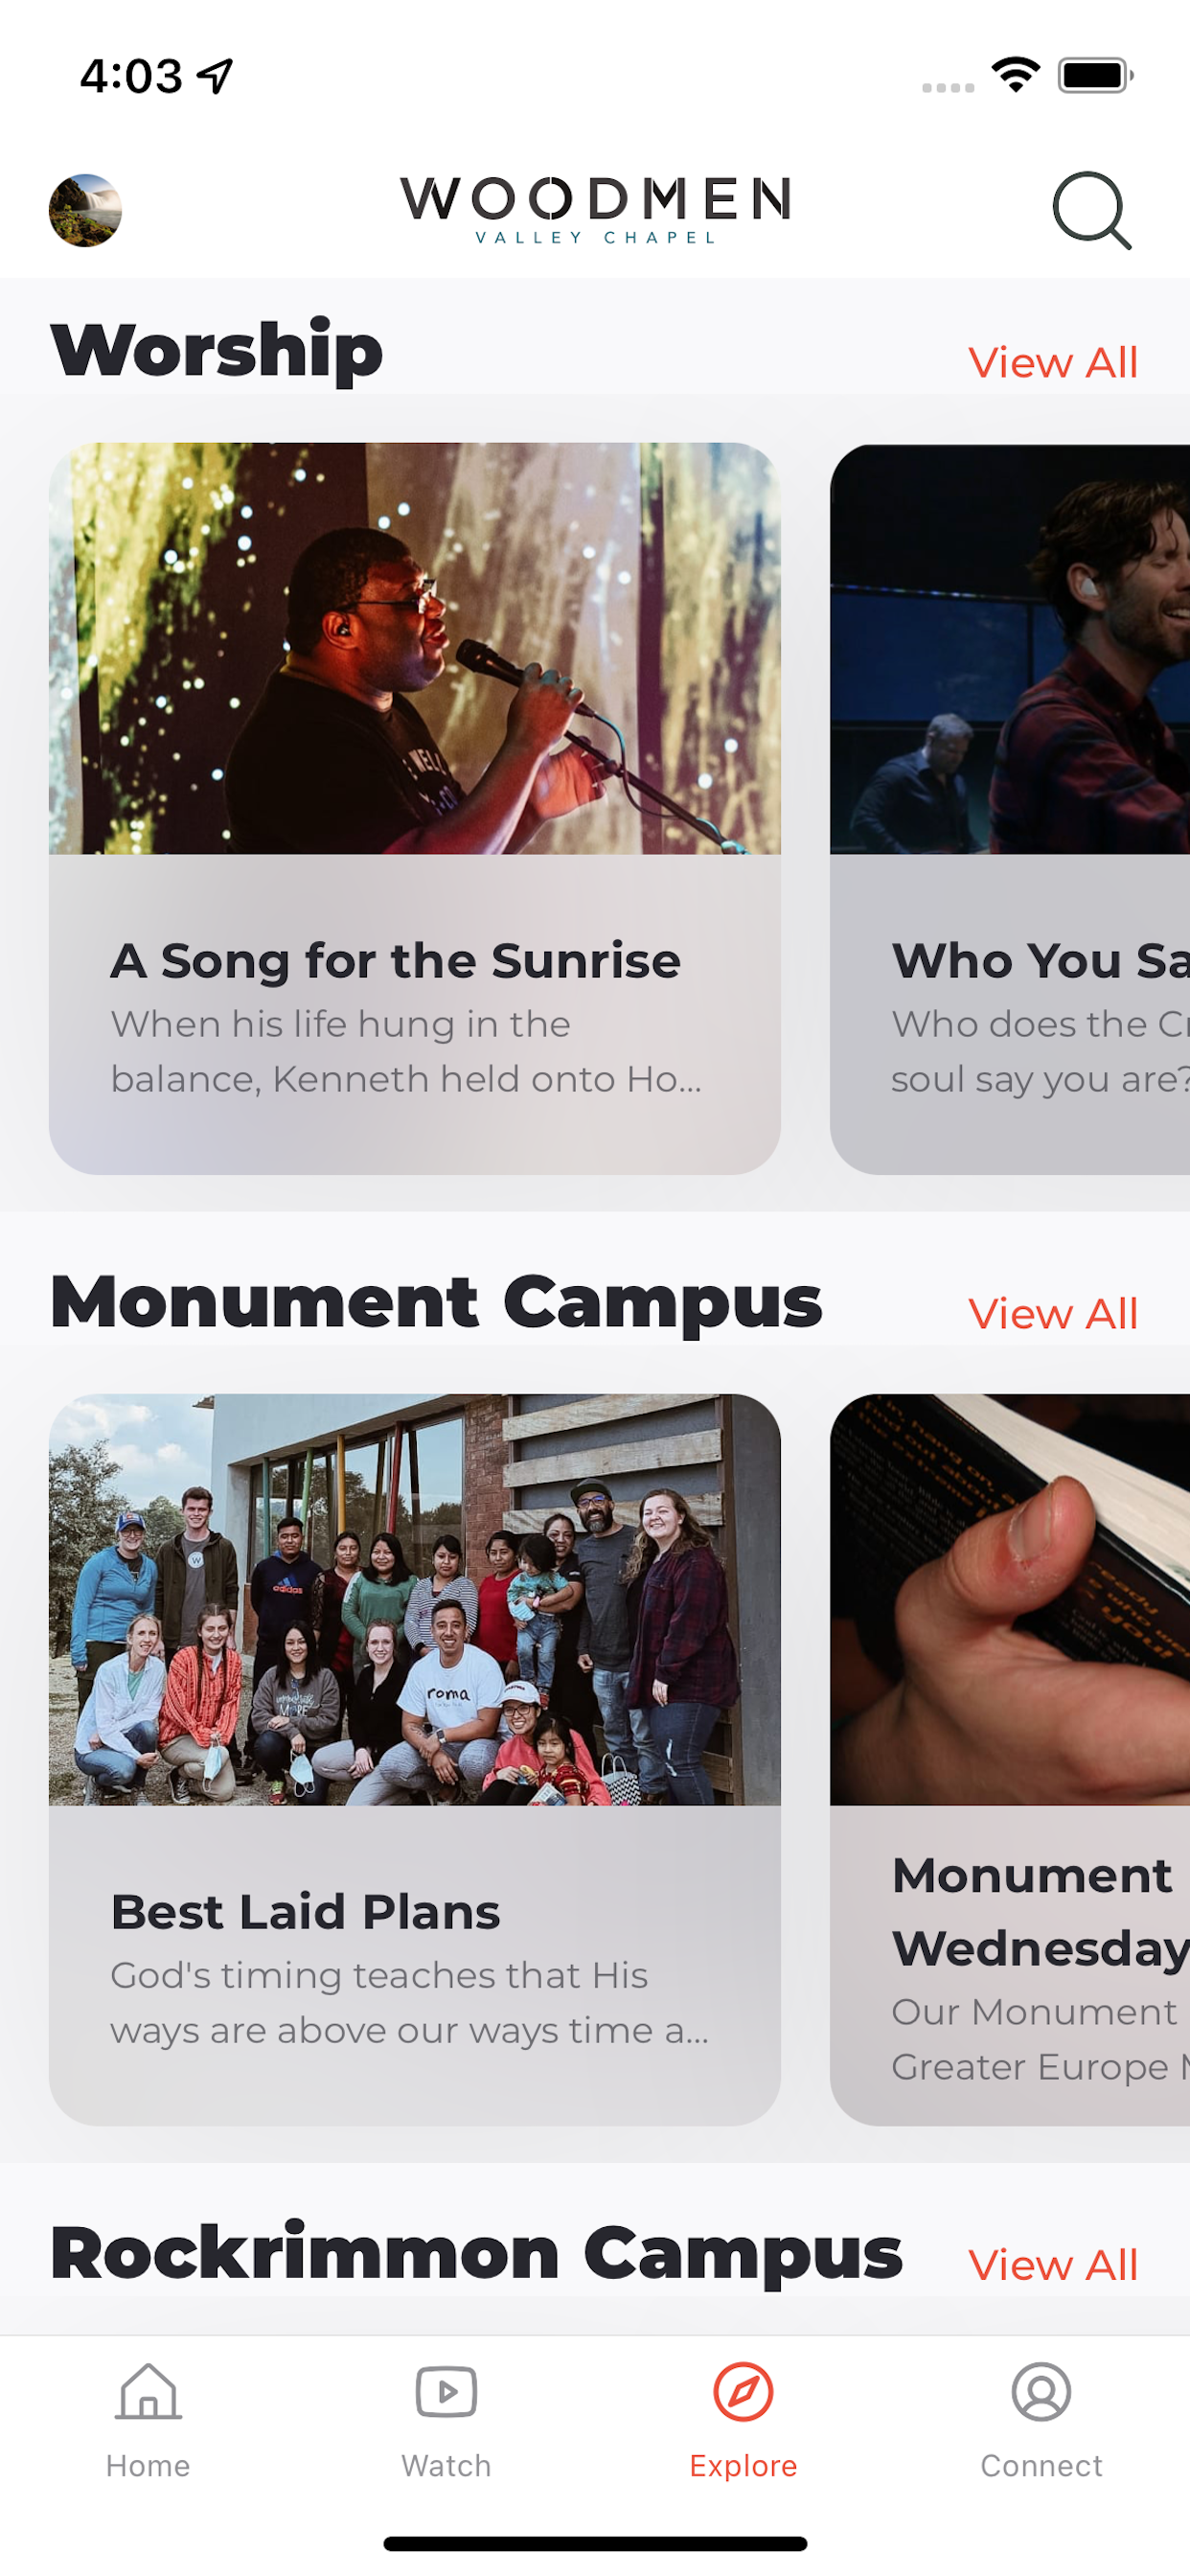 4:03
WOODMEN
VALLEY CHAPEL
Worship
View All
A Song for the Sunrise
When his life hung in the
balance, Kenneth held onto Ho...
Who You Sa
Who does the Cr
soul say you are?
Monument Campus
View All
adidas
W
roma
MORE
Best Laid Plans
God's timing teaches that His
ways are above our ways time a...
Monument
Wednesday
Our Monument
Greater Europe M
Rockrimmon Campus
View All
Home
Watch
Explore
Connect